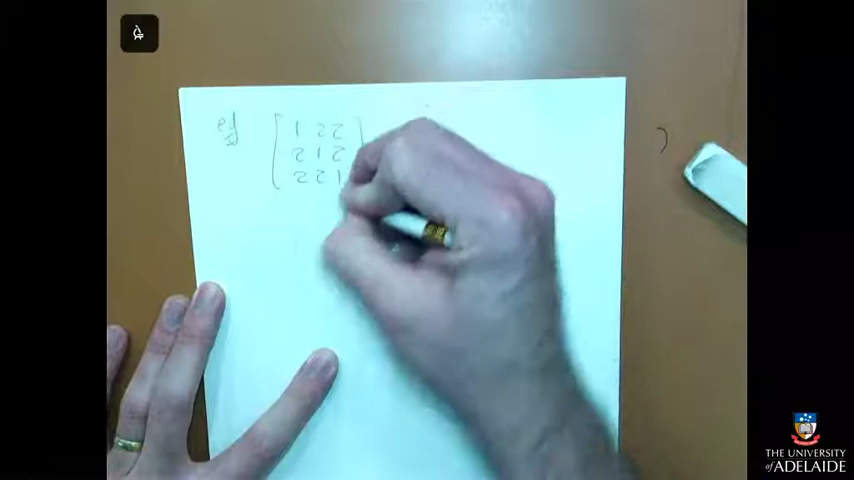 eg
1 2 2
2 1 2
2 2 1
THE UNIVERSITY
of ADELAIDE